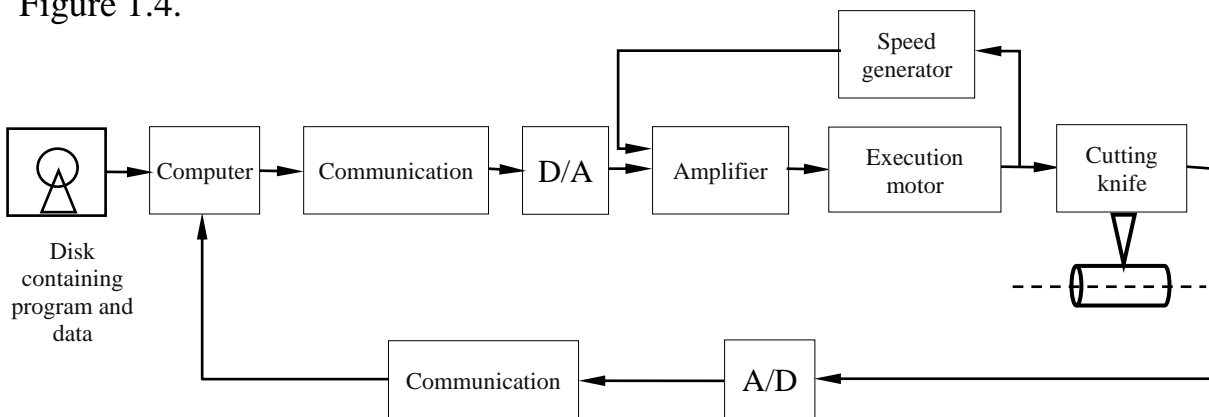 Figure 1.4.
Speed
generator
Computer
Communication
D/A
Amplifier
Execution
motor
Cutting
knife
Disk
containing
program and
data
Communication
A/D